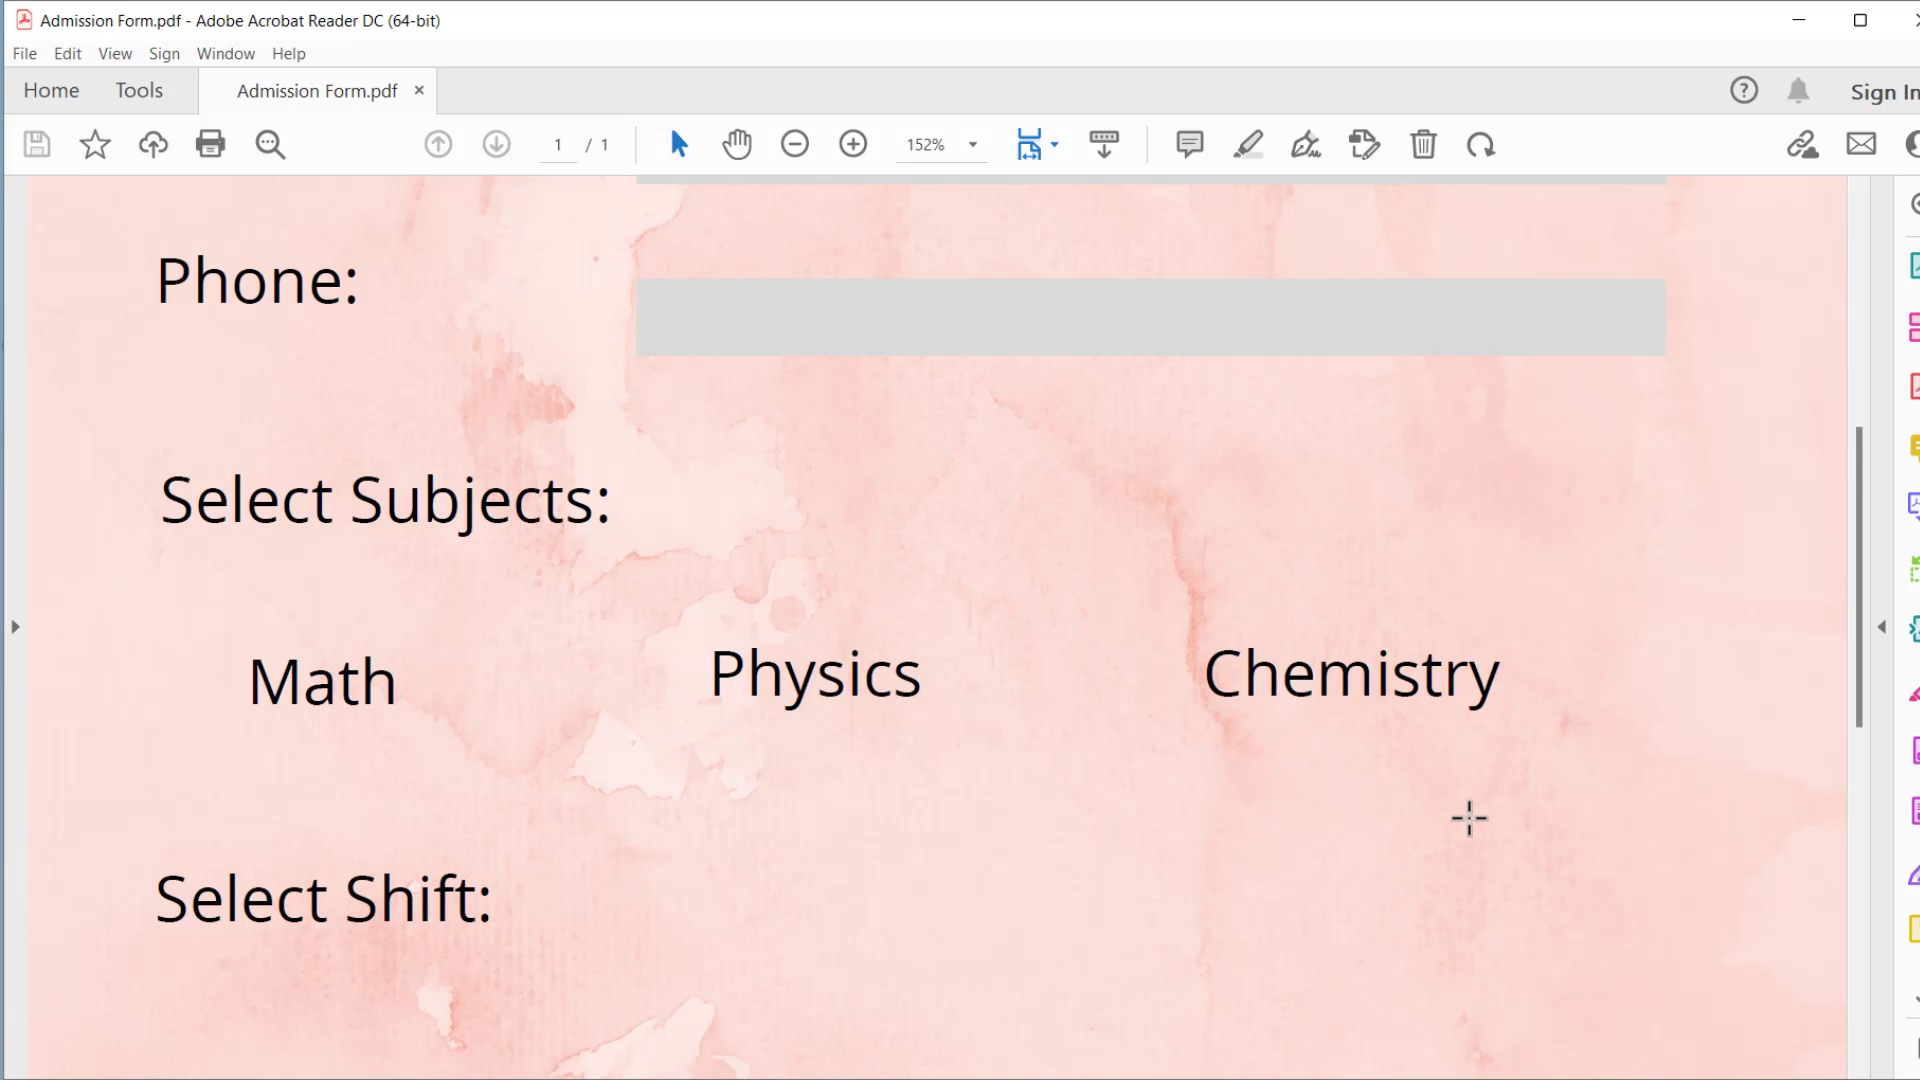 Admission Form.pdf - Adobe Acrobat Reader DC (64-bit)
File Edit View Sign Window Help
Home Tools Admission Form.pdf × Sign In
1 / 1 152%
Phone:
Select Subjects:
Math Physics Chemistry
Select Shift: